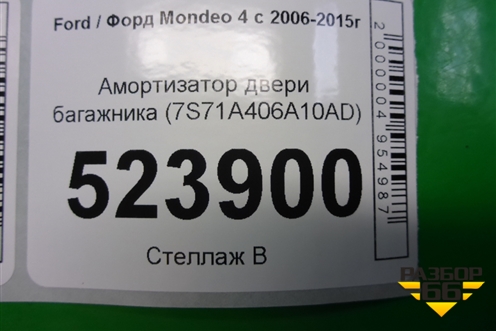 Ford / Форд Mondeo 4 с 2006-2015г
Амортизатор двери
багажника (7S71A406A10AD)
523900
Стеллаж В
2000004954987
РАЗБОР
66